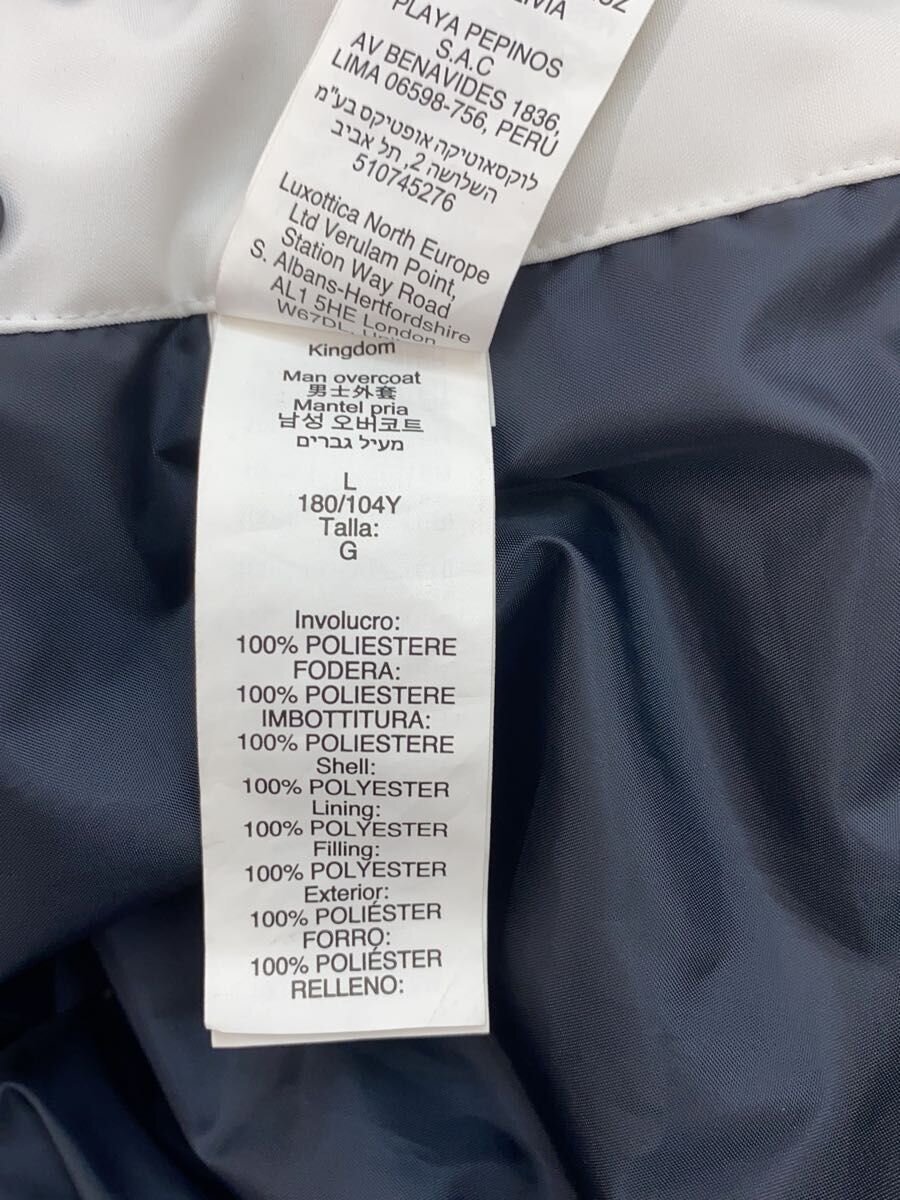 PLAYA PEPINOS
S.A.C
AV BENAVIDES 1836,
LIMA 06598-756, PERÚ
לוקסאוטיקה אופטיקס בע"מ
השלושה 2, תל אביב
510745276
Luxottica North Europe
Ltd Verulam Point,
Station Way Road
S. Albans-Hertfordshire
AL1 5HE London
W67DL,
Kingdom
Man overcoat
男士外套
Mantel pria
남성 오버코트
מעיל גברים
L
180/104Y
Talla:
G
Involucro:
100% POLIESTERE
FODERA:
100% POLIESTERE
IMBOTTITURA:
100% POLIESTERE
Shell:
100% POLYESTER
Lining:
100% POLYESTER
Filling:
100% POLYESTER
Exterior:
100% POLIÉSTER
FORRO:
100% POLIÉSTER
RELLENO: